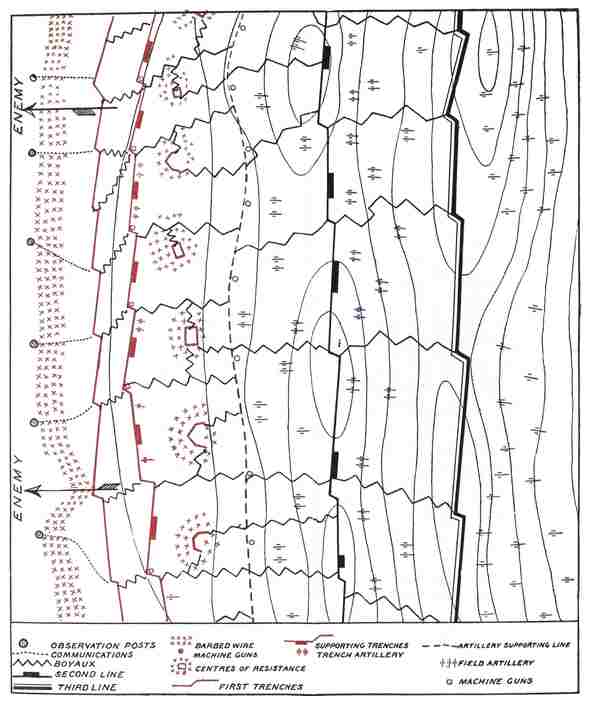 ENEMY
ENEMY
OBSERVATION POSTS
COMMUNICATIONS
BOYAUX
SECOND LINE
THIRD LINE
BARBED WIRE
MACHINE GUNS
CENTRES OF RESISTANCE
FIRST TRENCHES
SUPPORTING TRENCHES
TRENCH ARTILLERY
ARTILLERY SUPPORTING LINE
FIELD ARTILLERY
MACHINE GUNS